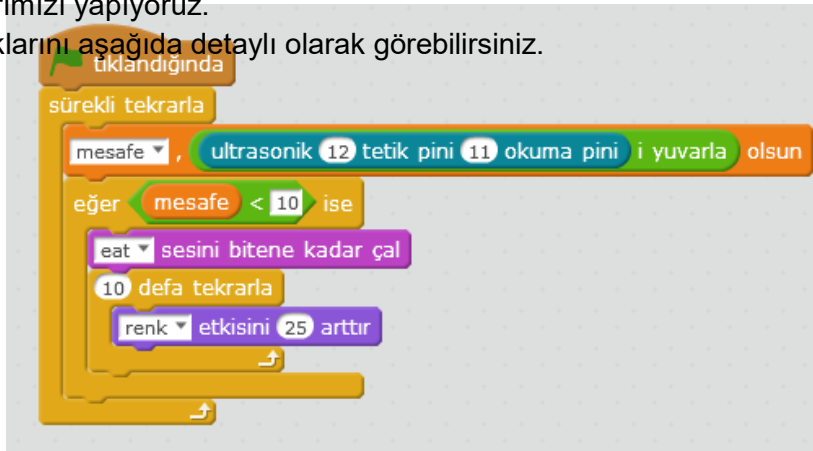 rimizi yapıyoruz.
klarını aşağıda detaylı olarak görebilirsiniz.
tıklandığında
sürekli tekrarla
mesafe , ultrasonik 12 tetik pini 11 okuma pini i yuvarla olsun
eğer mesafe < 10 ise
eat sesini bitene kadar çal
10 defa tekrarla
renk etkisini 25 arttır